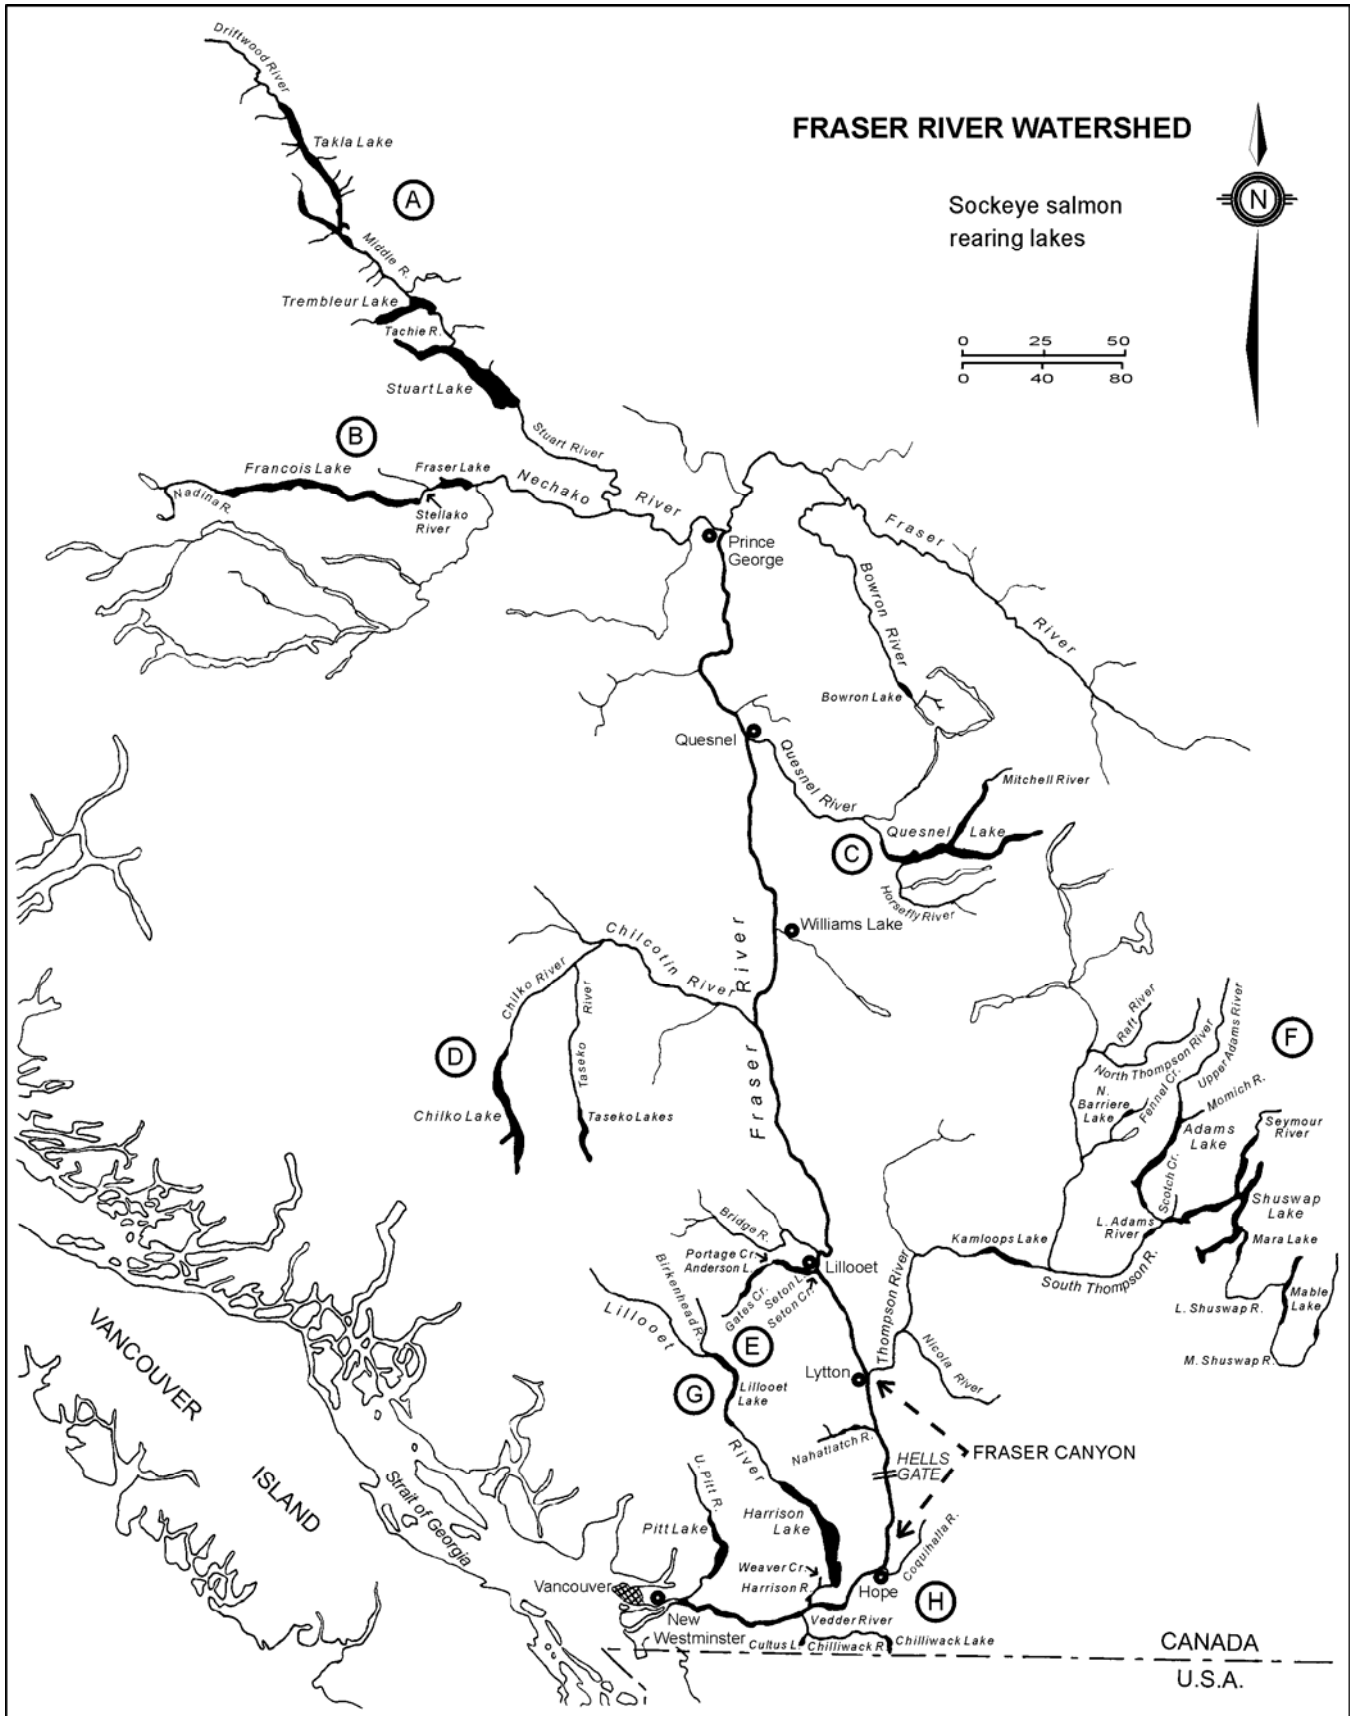 Driftwood River
FRASER RIVER WATERSHED
Takla Lake
A
N
Sockeye salmon
rearing lakes
Middle R.
Trembleur Lake
Tachie R.
0 25 50
0 40 80
Stuart Lake
B
Stuart River
Francois Lake
Fraser Lake
Nechako River
Nadina R.
Stellako
River
Fraser River
Prince
George
Bowron River
Bowron Lake
Quesnel
Quesnel River
Mitchell River
Quesnel Lake
C
Horsefly River
Williams Lake
Chilcotin River
Fraser River
Chilko River
Taseko River
D
Chilko Lake
Taseko Lakes
Raft River
North Thompson River
Upper Adams River
F
N.
Barriere
Lake
Fennel Cr.
Momich R.
Adams
Lake
Seymour
River
Scotch Cr.
Shuswap
Lake
L. Adams
River
Mara Lake
Bridge R.
Portage Cr.
Anderson L.
Lillooet
Kamloops Lake
South Thompson R.
Birkenhead R.
Gates Cr.
Seton L.
Seton Cr.
Thompson River
L. Shuswap R.
Mable
Lake
M. Shuswap R.
Lillooet River
E
Nicola River
Lytton
G
Lillooet
Lake
VANCOUVER ISLAND
Nahatlatch R.
HELLS
GATE
FRASER CANYON
Strait of Georgia
U. Pitt R.
Pitt Lake
Harrison
Lake
Coquihalla R.
Weaver Cr.
Harrison R.
Hope
H
Vancouver
New
Westminster
Vedder River
Cultus L.
Chilliwack R.
Chilliwack Lake
CANADA
U.S.A.